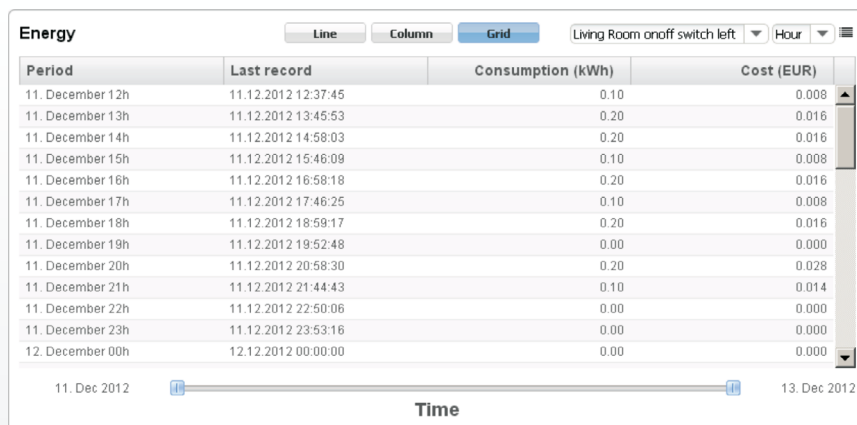 Energy Line Column Grid Living Room onoff switch left Hour
Period Last record Consumption (kWh) Cost (EUR)
11. December 12h 11.12.2012 12:37:45 0.10 0.008
11. December 13h 11.12.2012 13:45:53 0.20 0.016
11. December 14h 11.12.2012 14:58:03 0.20 0.016
11. December 15h 11.12.2012 15:46:09 0.10 0.008
11. December 16h 11.12.2012 16:58:18 0.20 0.016
11. December 17h 11.12.2012 17:46:25 0.10 0.008
11. December 18h 11.12.2012 18:59:17 0.20 0.016
11. December 19h 11.12.2012 19:52:48 0.00 0.000
11. December 20h 11.12.2012 20:58:30 0.20 0.028
11. December 21h 11.12.2012 21:44:43 0.10 0.014
11. December 22h 11.12.2012 22:50:06 0.00 0.000
11. December 23h 11.12.2012 23:53:16 0.00 0.000
12. December 00h 12.12.2012 00:00:00 0.00 0.000
11. Dec 2012 13. Dec 2012
Time